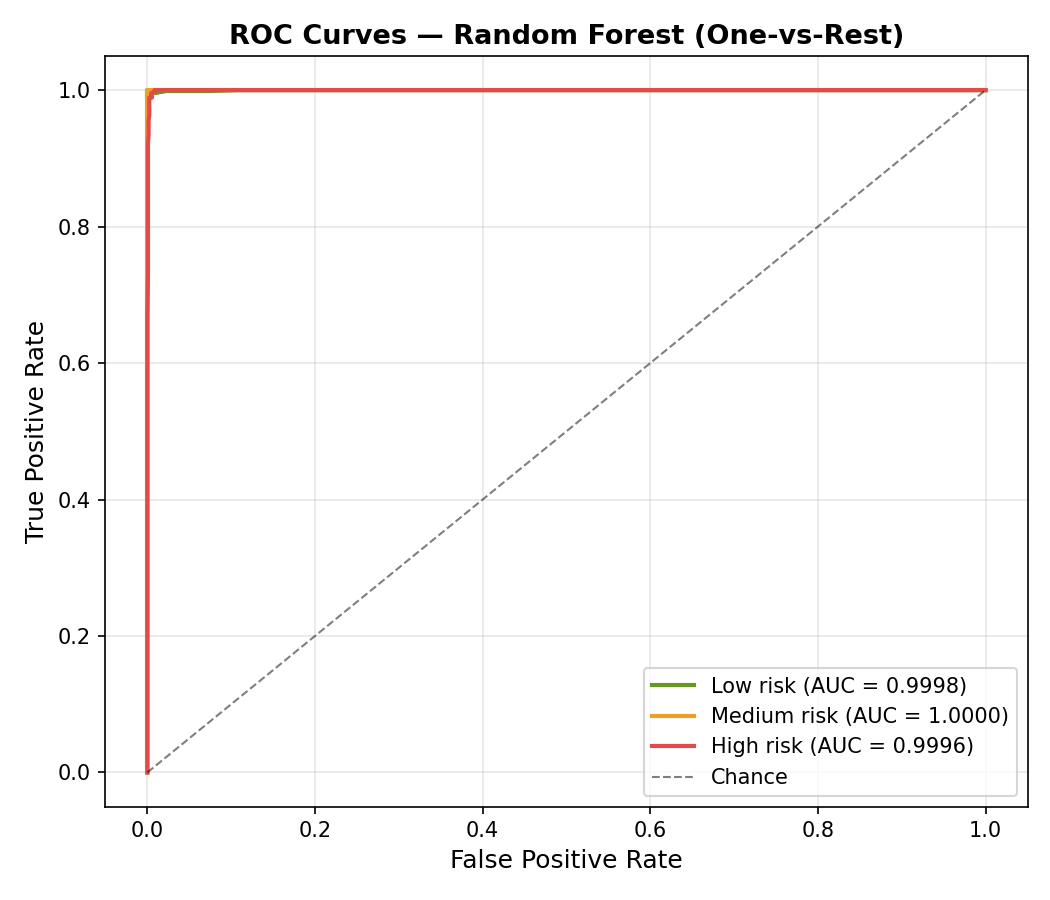 ROC Curves — Random Forest (One-vs-Rest)
True Positive Rate
1.0
0.8
0.6
0.4
0.2
0.0
Low risk (AUC = 0.9998)
Medium risk (AUC = 1.0000)
High risk (AUC = 0.9996)
Chance
0.0 0.2 0.4 0.6 0.8 1.0
False Positive Rate